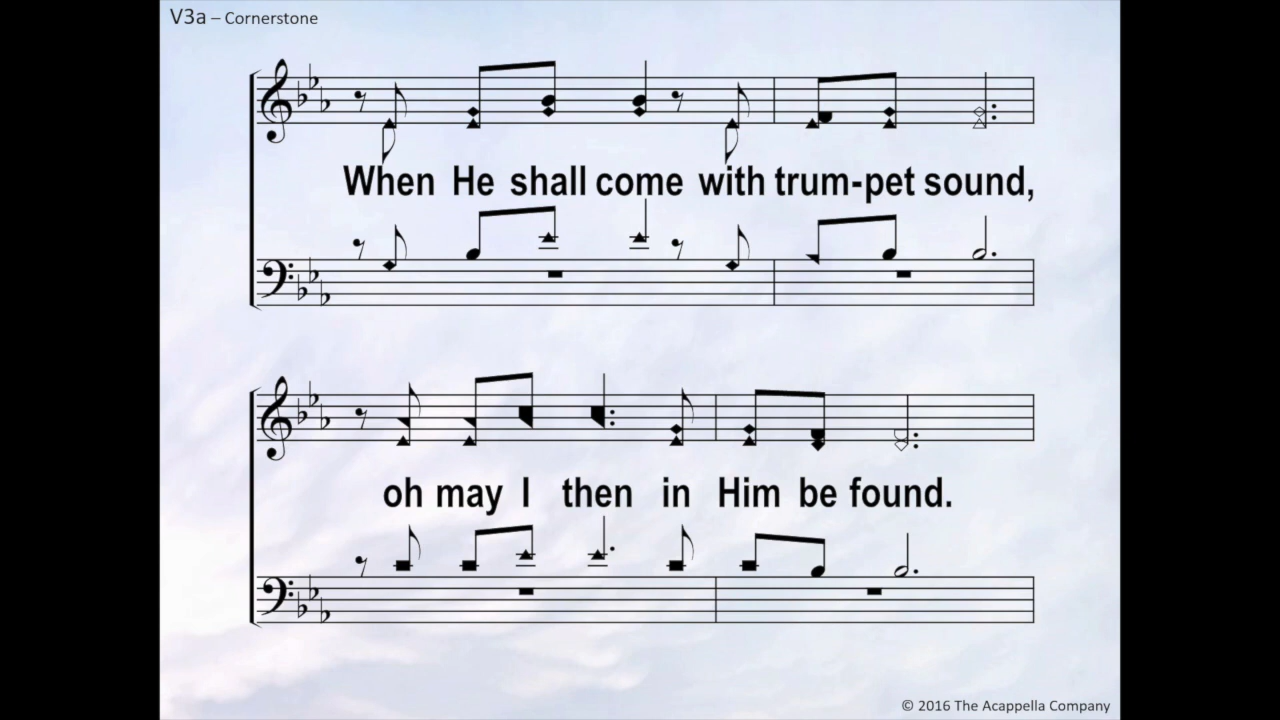 V3a – Cornerstone
When He shall come with trum-pet sound,
oh may I then in Him be found.
© 2016 The Acappella Company